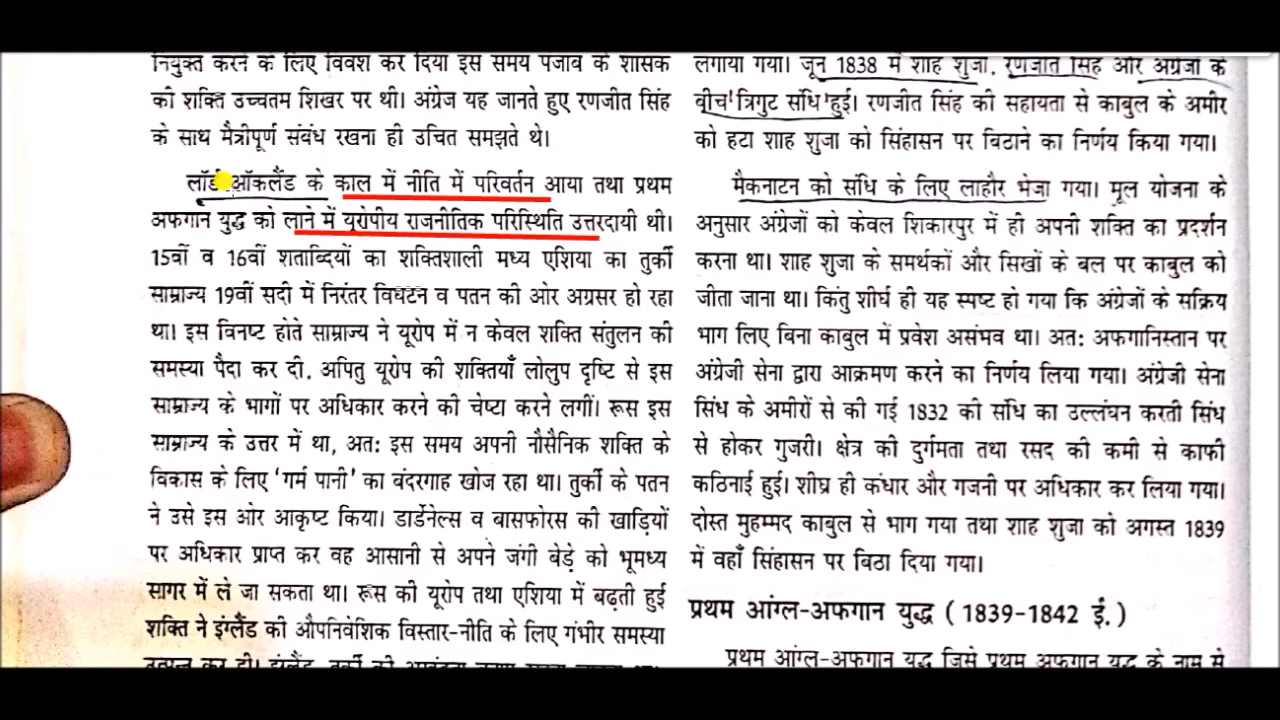 नियुक्त करने के लिए विवश कर दिया इस समय पंजाब के शासक
की शक्ति उच्चतम शिखर पर थी। अंग्रेज यह जानते हुए रणजीत सिंह
के साथ मैत्रीपूर्ण संबंध रखना ही उचित समझते थे।
लॉर्ड ऑकलैंड के काल में नीति में परिवर्तन आया तथा प्रथम
अफगान युद्ध को लाने में यूरोपीय राजनीतिक परिस्थिति उत्तरदायी थी।
15वीं व 16वीं शताब्दियों का शक्तिशाली मध्य एशिया का तुर्की
साम्राज्य 19वीं सदी में निरंतर विघटन व पतन की ओर अग्रसर हो रहा
था। इस विनष्ट होते साम्राज्य ने यूरोप में न केवल शक्ति संतुलन की
समस्या पैदा कर दी, अपितु यूरोप की शक्तियाँ लोलुप दृष्टि से इस
साम्राज्य के भागों पर अधिकार करने की चेष्टा करने लगीं। रूस इस
साम्राज्य के उत्तर में था, अतः इस समय अपनी नौसैनिक शक्ति के
विकास के लिए ‘गर्म पानी’ का बंदरगाह खोज रहा था। तुर्की के पतन
ने उसे इस ओर आकृष्ट किया। डार्डेनेल्स व बासफोरस की खाड़ियों
पर अधिकार प्राप्त कर वह आसानी से अपने जंगी बेड़े को भूमध्य
सागर में ले जा सकता था। रूस की यूरोप तथा एशिया में बढ़ती हुई
शक्ति ने इंग्लैंड की औपनिवेशिक विस्तार-नीति के लिए गंभीर समस्या
उत्पन्न कर दी। इंग्लैंड तुर्की की
लगाया गया। जून 1838 में शाह शुजा, रणजीत सिंह और अंग्रेजों के
बीच 'त्रिगुट संधि' हुई। रणजीत सिंह की सहायता से काबुल के अमीर
को हटा शाह शुजा को सिंहासन पर बिठाने का निर्णय किया गया।
मैकनाटन को संधि के लिए लाहौर भेजा गया। मूल योजना के
अनुसार अंग्रेजों को केवल शिकारपुर में ही अपनी शक्ति का प्रदर्शन
करना था। शाह शुजा के समर्थकों और सिखों के बल पर काबुल को
जीता जाना था। किंतु शीघ्र ही यह स्पष्ट हो गया कि अंग्रेजों के सक्रिय
भाग लिए बिना काबुल में प्रवेश असंभव था। अतः अफगानिस्तान पर
अंग्रेजी सेना द्वारा आक्रमण करने का निर्णय लिया गया। अंग्रेजी सेना
सिंध के अमीरों से की गई 1832 की संधि का उल्लंघन करती सिंध
से होकर गुजरी। क्षेत्र की दुर्गमता तथा रसद की कमी से काफी
कठिनाई हुई। शीघ्र ही कंधार और गजनी पर अधिकार कर लिया गया।
दोस्त मुहम्मद काबुल से भाग गया तथा शाह शुजा को अगस्त 1839
में वहाँ सिंहासन पर बिठा दिया गया।
प्रथम आंग्ल-अफगान युद्ध (1839-1842 ई.)
प्रथम आंग्ल-अफगान युद्ध जिसे प्रथम अफगान युद्ध के नाम से